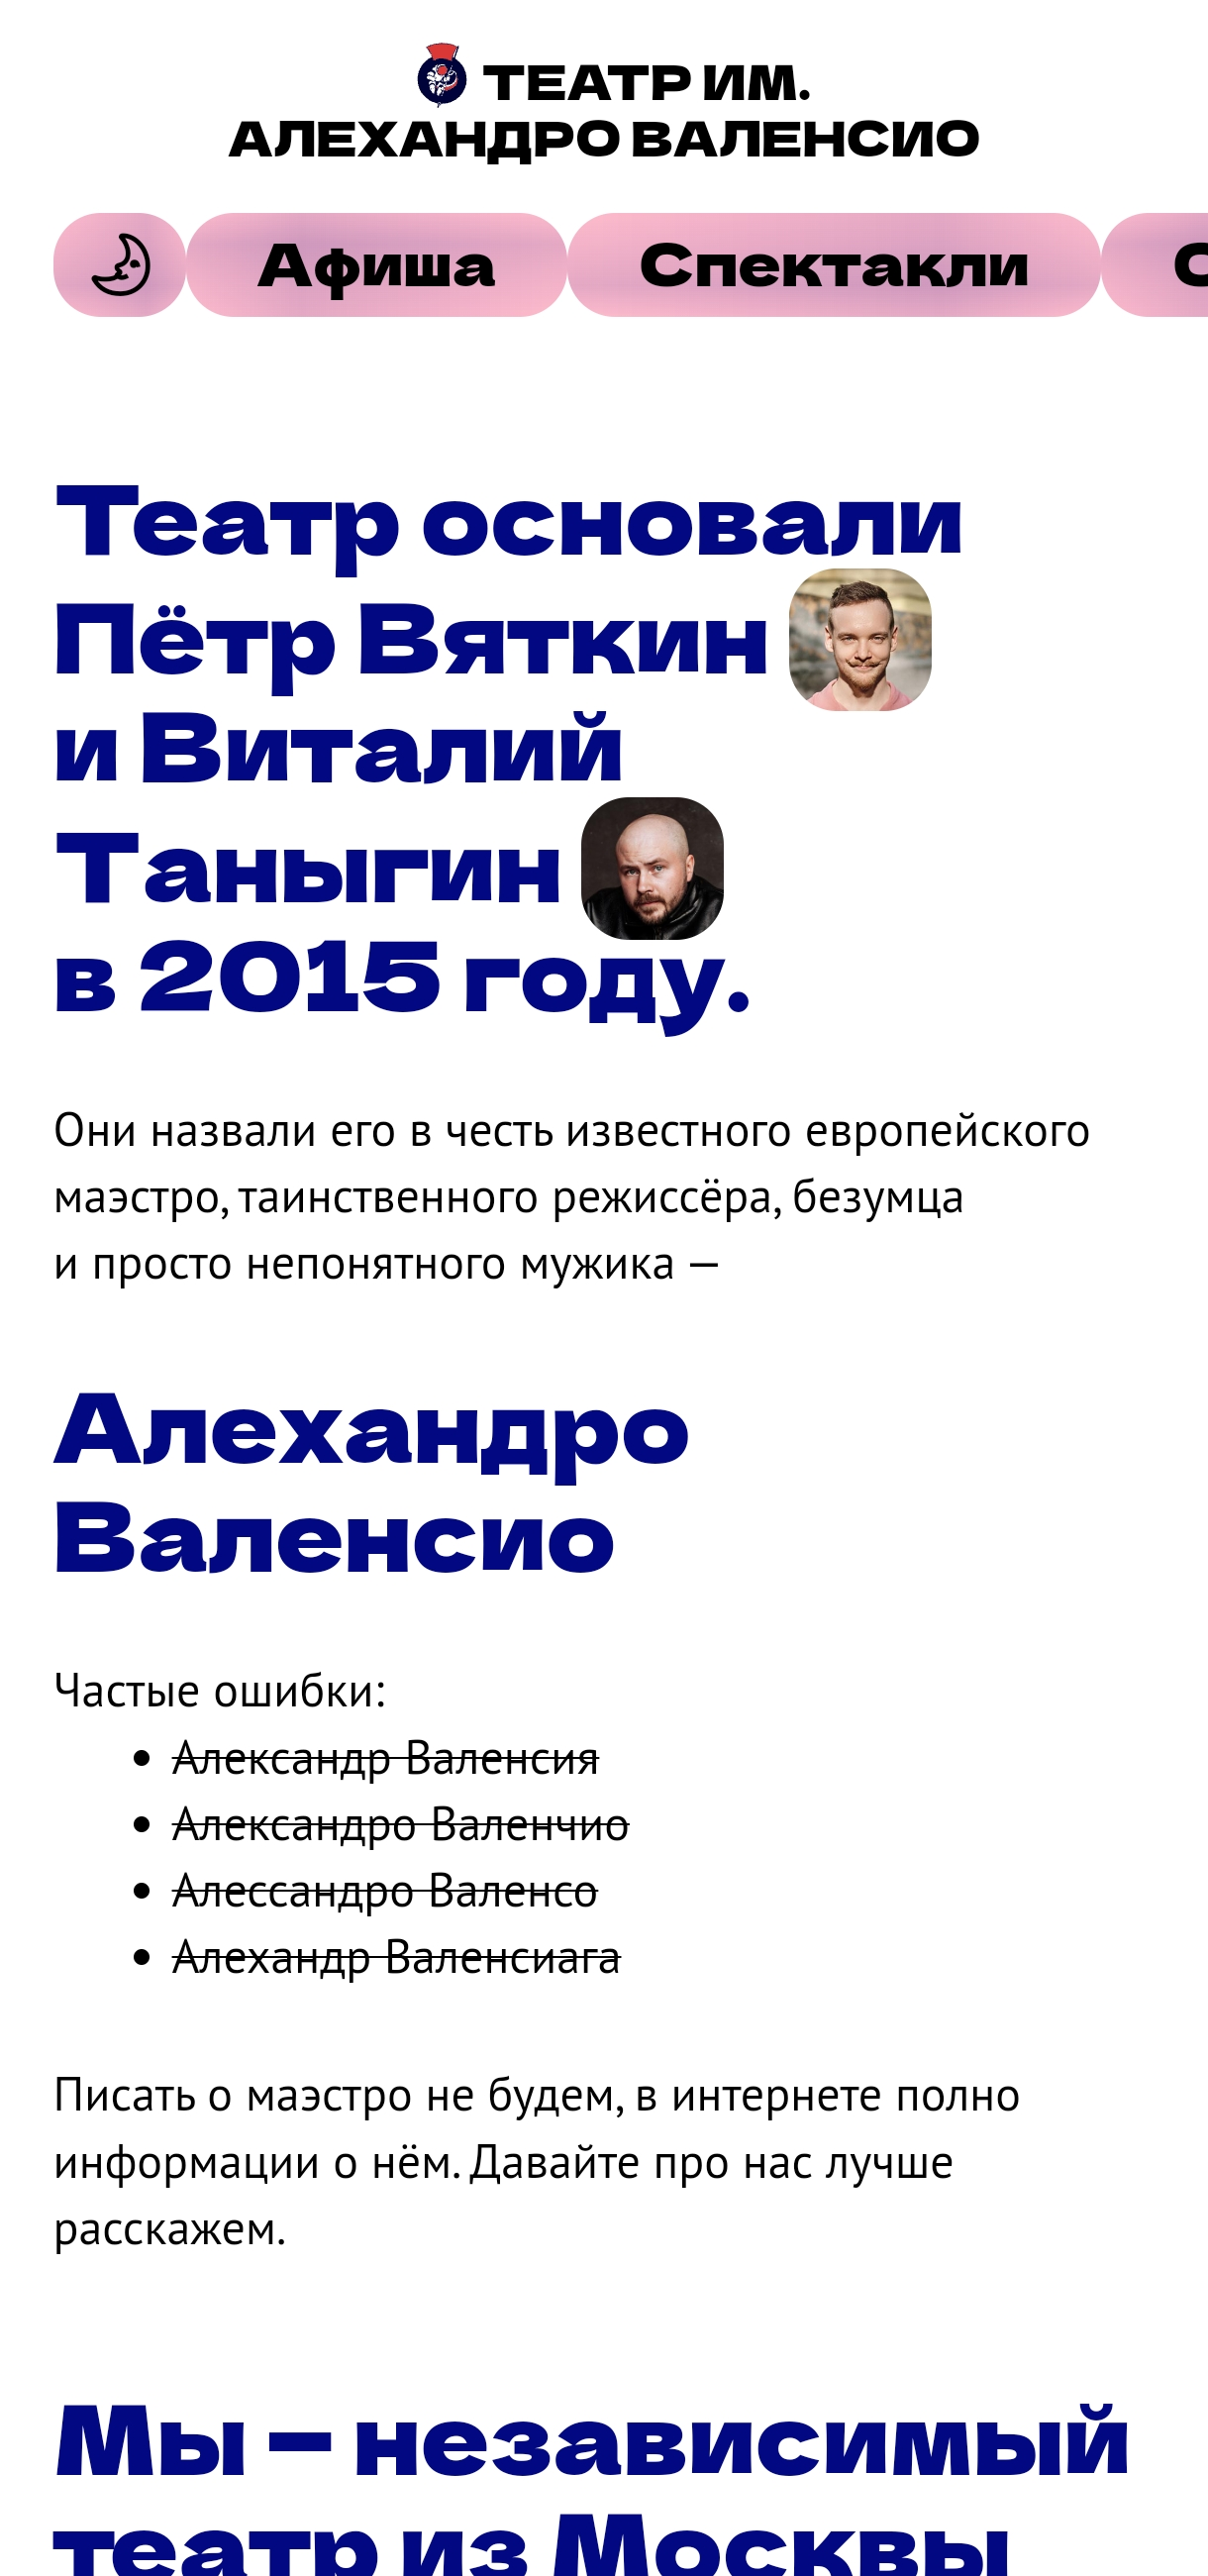 ТЕАТР ИМ.
АЛЕХАНДРО ВАЛЕНСИО
Афиша
Спектакли
Театр основали
Пётр Вяткин
и Виталий
Таныгин
в 2015 году.
Они назвали его в честь известного европейского
маэстро, таинственного режиссёра, безумца
и просто непонятного мужика —
Алехандро
Валенсио
Частые ошибки:
Александр Валенсия
Александро Валенчио
Алессандро Валенсо
Алехандр Валенсиага
Писать о маэстро не будем, в интернете полно
информации о нём. Давайте про нас лучше
расскажем.
Мы – независимый
театр из Москвы